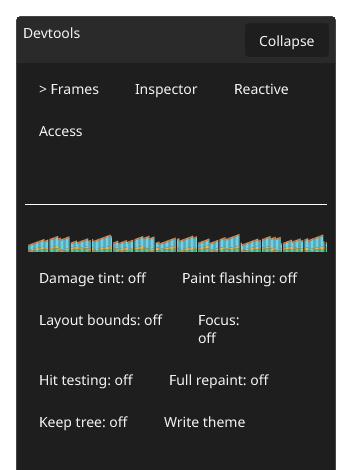 Devtools
Collapse
> Frames Inspector Reactive
Access
Damage tint: off Paint flashing: off
Layout bounds: off Focus:
off
Hit testing: off Full repaint: off
Keep tree: off Write theme